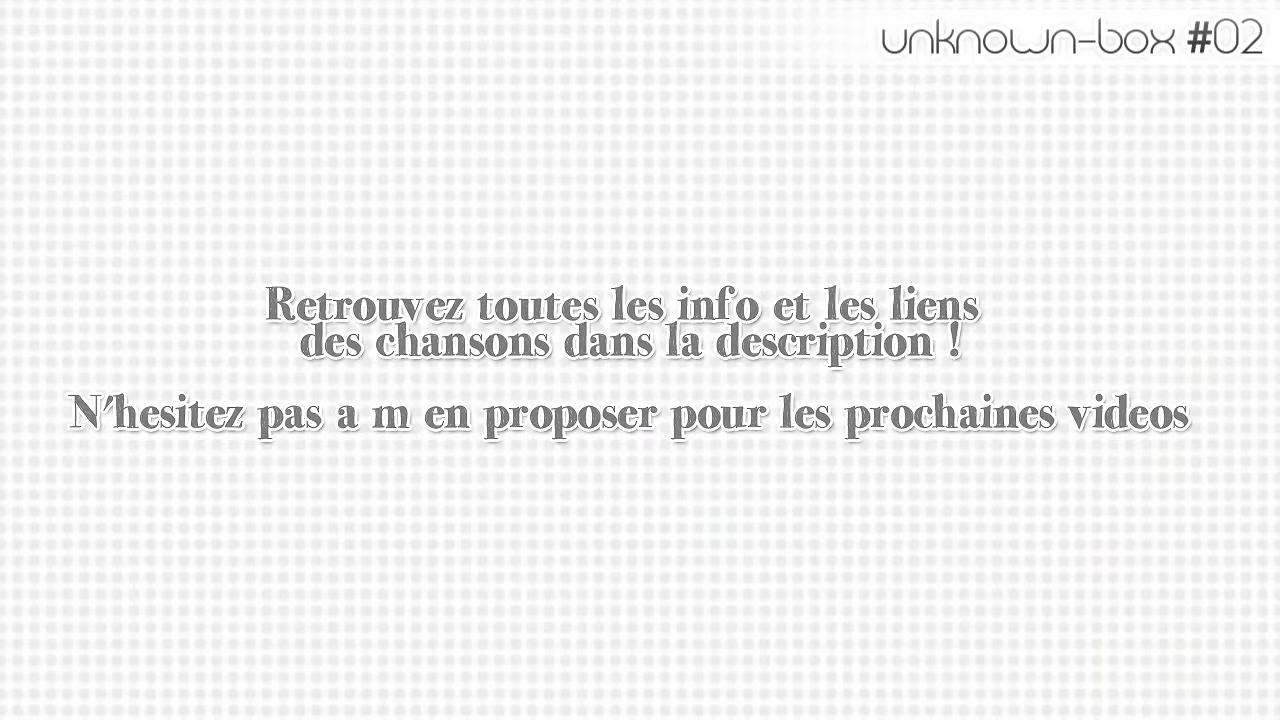 unknown-box #02
Retrouvez toutes les info et les liens
des chansons dans la description !
N'hesitez pas a m en proposer pour les prochaines videos